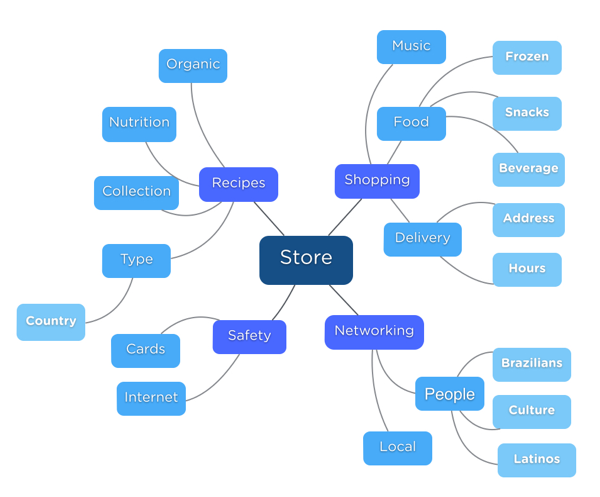 Music
Organic
Frozen
Snacks
Nutrition
Food
Beverage
Shopping
Recipes
Collection
Address
Delivery
Store
Type
Hours
Country
Networking
Safety
Cards
Brazilians
People
Internet
Culture
Local
Latinos